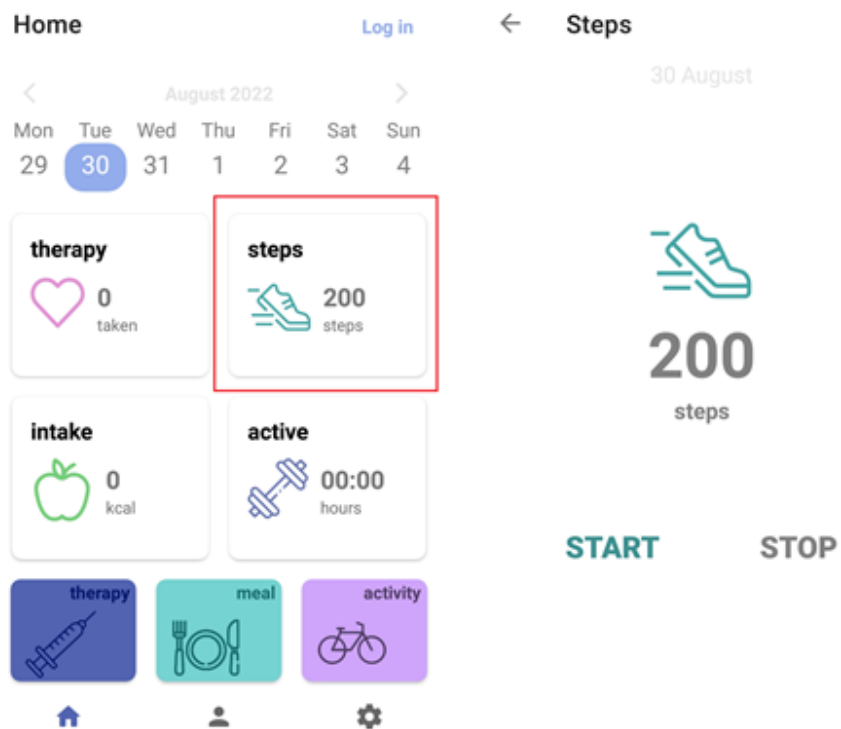 Home
Log in
August 2022
Mon Tue Wed Thu Fri Sat Sun
29 30 31 1 2 3 4
therapy
0
taken
steps
200
steps
intake
0
kcal
active
00:00
hours
therapy
meal
activity
Steps
30 August
200
steps
START STOP